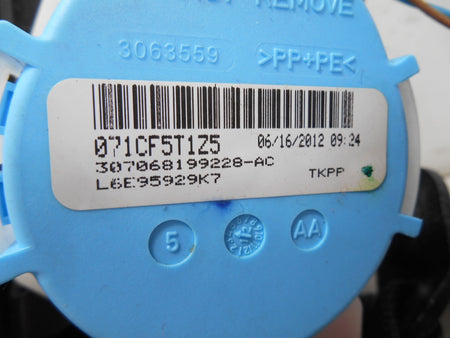 REMOVE
3063559 >PP+PE<
071CF5T1Z5 06/16/2012 09:24
307068199228-AC
L6E95929K7 TKPP
5 AA